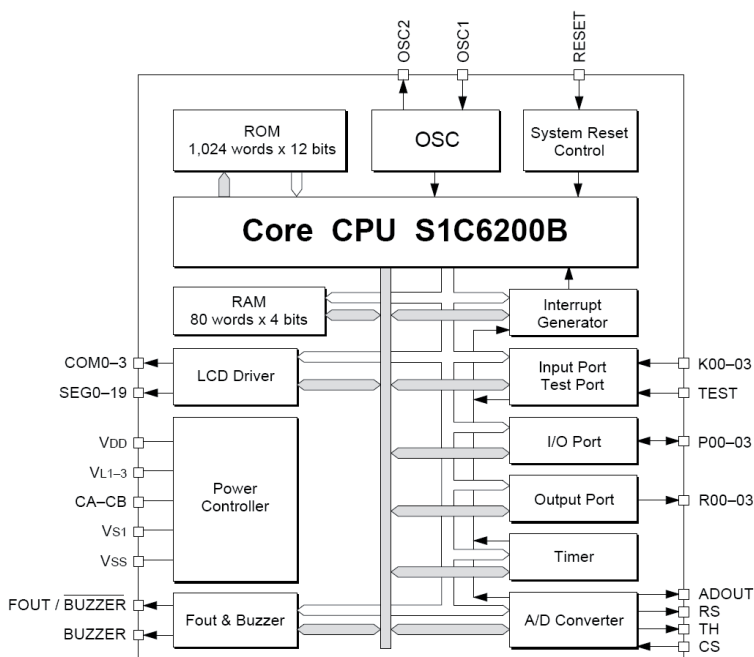 OSC2
OSC1
RESET
ROM
1,024 words x 12 bits
OSC
System Reset
Control
Core CPU S1C6200B
RAM
80 words x 4 bits
Interrupt
Generator
COM0–3
SEG0–19
LCD Driver
Input Port
Test Port
K00–03
TEST
VDD
VL1–3
CA–CB
VS1
VSS
Power
Controller
I/O Port
P00–03
Output Port
R00–03
Timer
FOUT / BUZZER
BUZZER
Fout & Buzzer
A/D Converter
ADOUT
RS
TH
CS